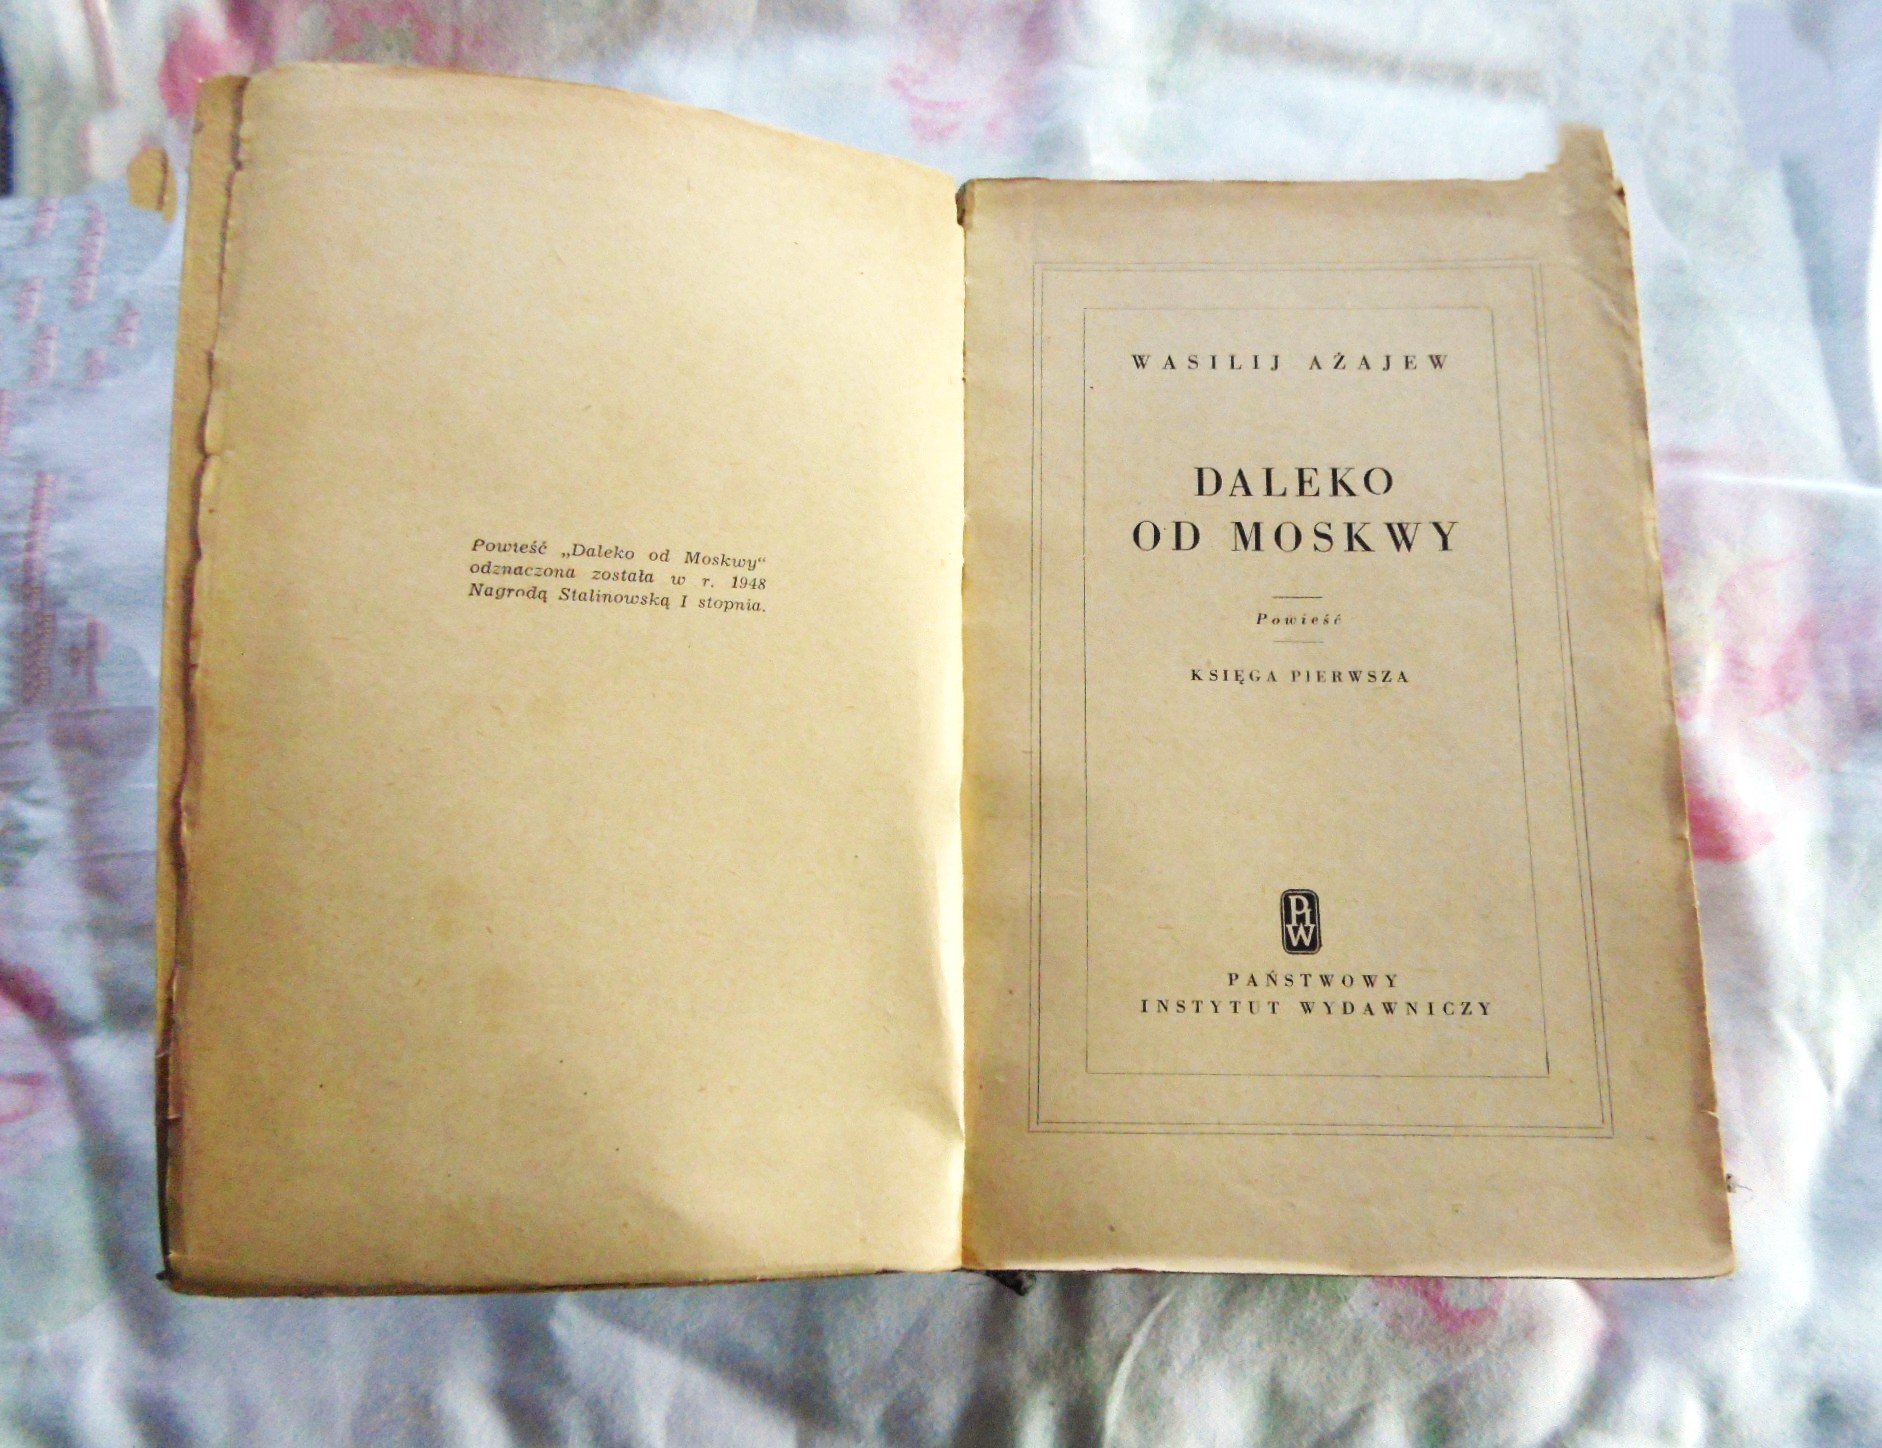 Powieść „Daleko od Moskwy“
odznaczona została w r. 1948
Nagrodą Stalinowską I stopnia.
WASILIJ AŻAJEW
DALEKO
OD MOSKWY
Powieść
KSIĘGA PIERWSZA
PIW
PAŃSTWOWY
INSTYTUT WYDAWNICZY